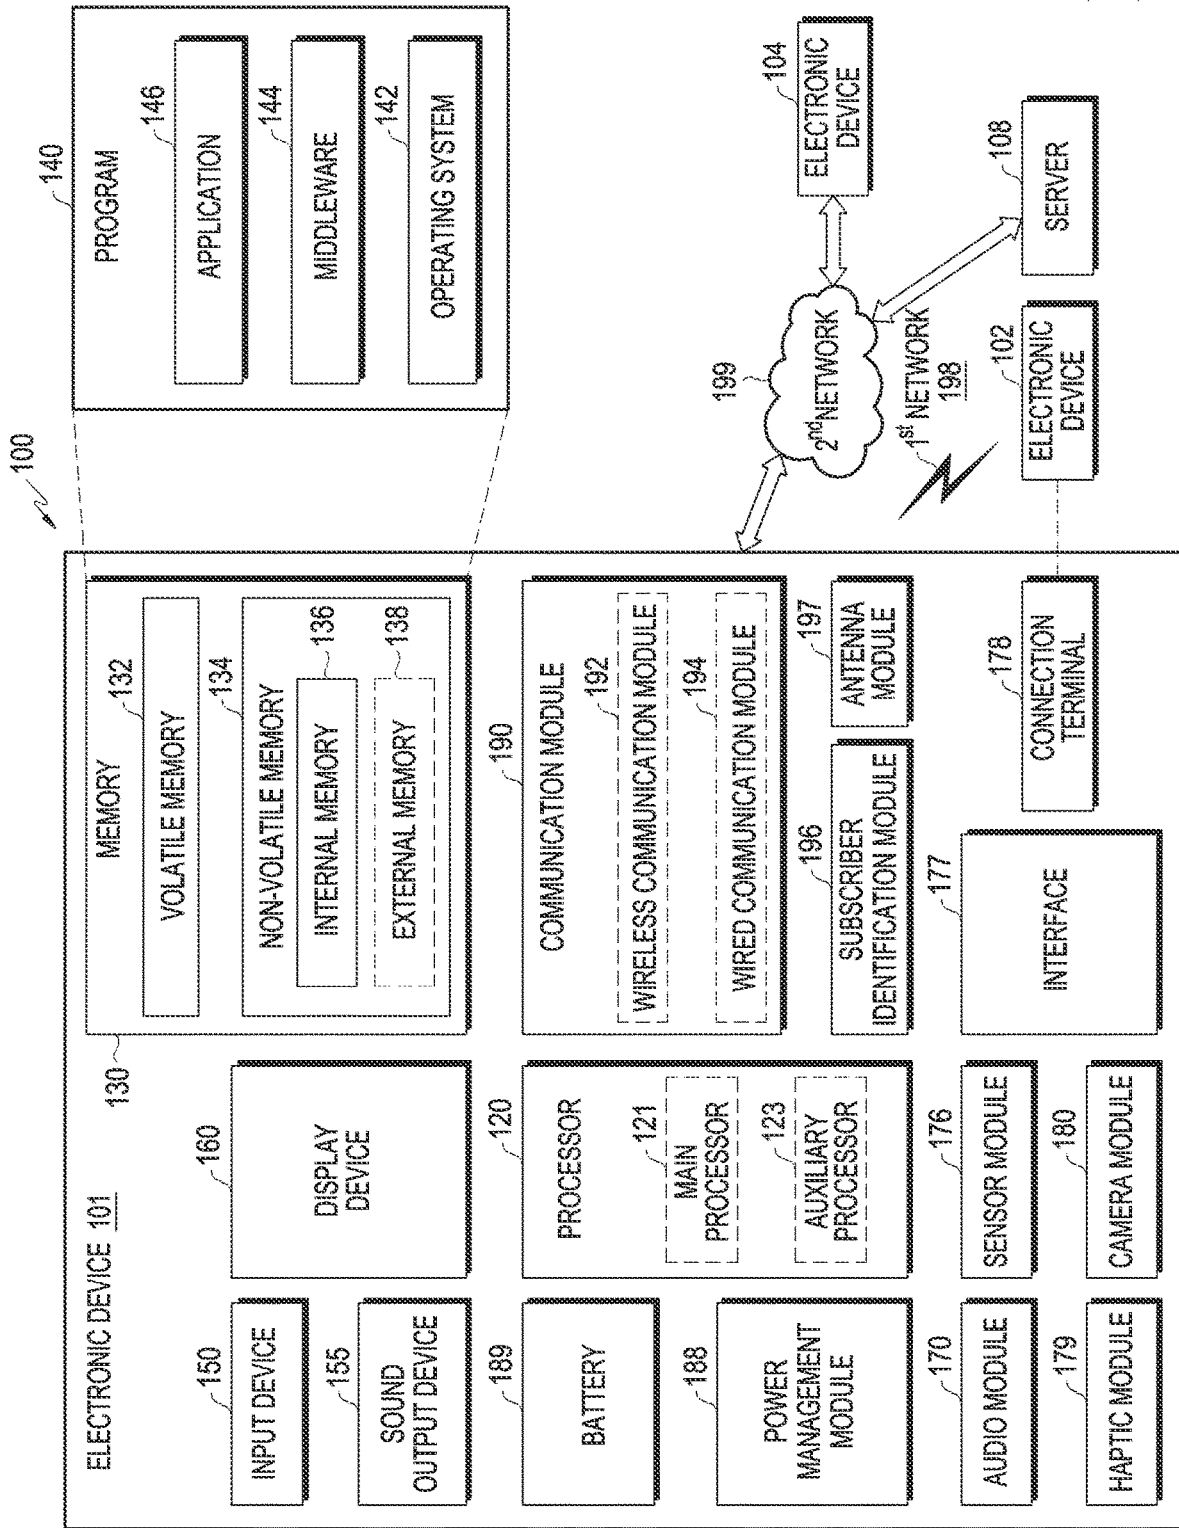 100
ELECTRONIC DEVICE 101
150
INPUT DEVICE
155
SOUND
OUTPUT DEVICE
160
DISPLAY
DEVICE
130
MEMORY
132
VOLATILE MEMORY
134
NON-VOLATILE MEMORY
136
INTERNAL MEMORY
138
EXTERNAL MEMORY
140
PROGRAM
146
APPLICATION
144
MIDDLEWARE
142
OPERATING SYSTEM
189
BATTERY
188
POWER
MANAGEMENT
MODULE
120
PROCESSOR
121
MAIN
PROCESSOR
123
AUXILIARY
PROCESSOR
190
COMMUNICATION MODULE
192
WIRELESS COMMUNICATION MODULE
194
WIRED COMMUNICATION MODULE
196
SUBSCRIBER
IDENTIFICATION MODULE
197
ANTENNA
MODULE
199
2nd NETWORK
104
ELECTRONIC
DEVICE
1st NETWORK
198
108
SERVER
102
ELECTRONIC
DEVICE
170
AUDIO MODULE
176
SENSOR MODULE
177
INTERFACE
178
CONNECTION
TERMINAL
179
HAPTIC MODULE
180
CAMERA MODULE